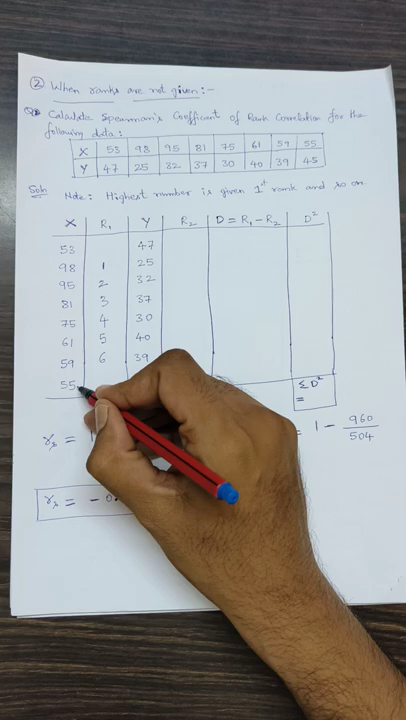 ② When ranks are not given :-
Q. Calculate Spearman's Coefficient of Rank Correlation for the
following data :
X 53 98 95 81 75 61 59 55
Y 47 25 32 37 30 40 39 45
Soln Note : Highest number is given 1st rank and so on
X R₁ Y R₂ D = R₁ - R₂ D²
53 47
98 1 25
95 2 32
81 3 37
75 4 30
61 5 40
59 6 39
55 ΣD²
=
rₛ = = 1 - 960/504
rₛ = - 0.